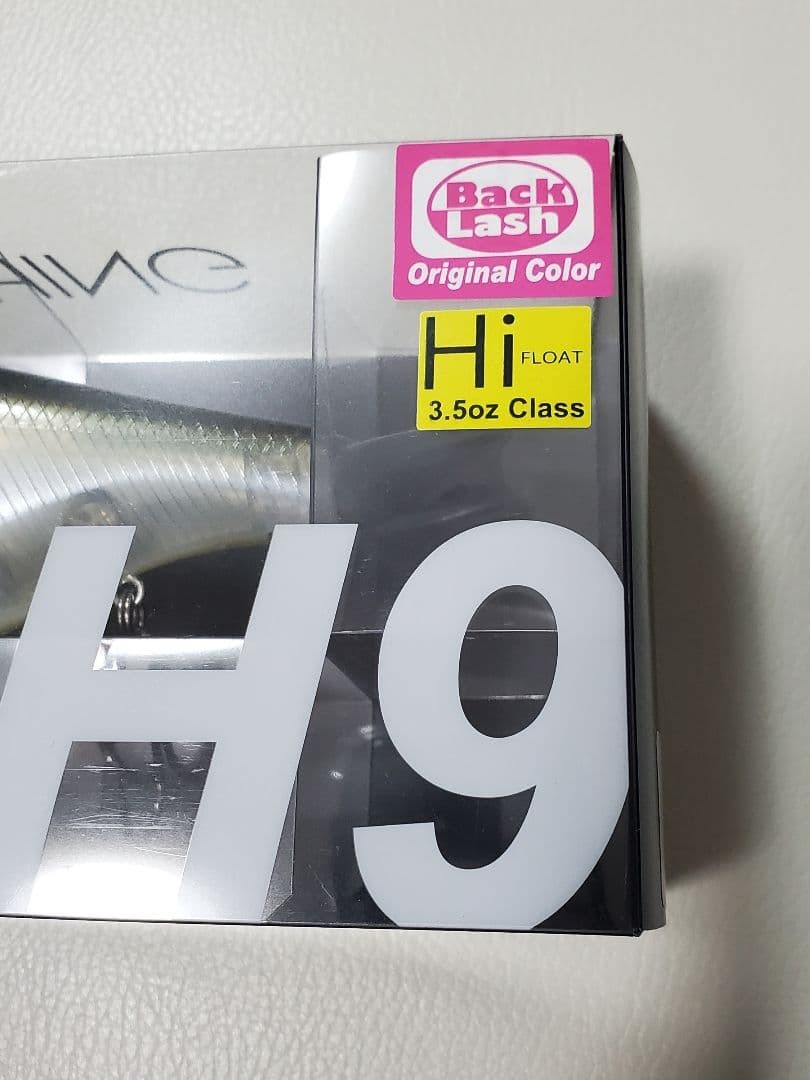 Back
Lash
Original Color
Hi FLOAT
3.5oz Class
H9